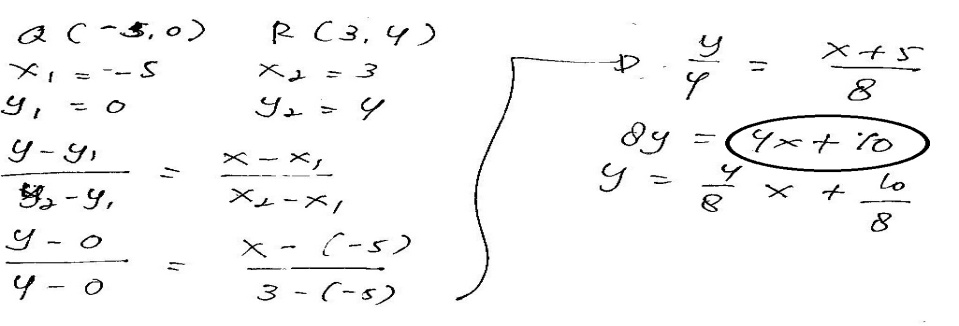 Q (-5, 0) R (3, 4)
x₁ = -5 x₂ = 3
y₁ = 0 y₂ = 4
(y - y₁)/(y₂ - y₁) = (x - x₁)/(x₂ - x₁)
(y - 0)/(4 - 0) = (x - (-5))/(3 - (-5))
y/4 = (x + 5)/8
8y = 4x + 10
y = 4/8 x + 10/8